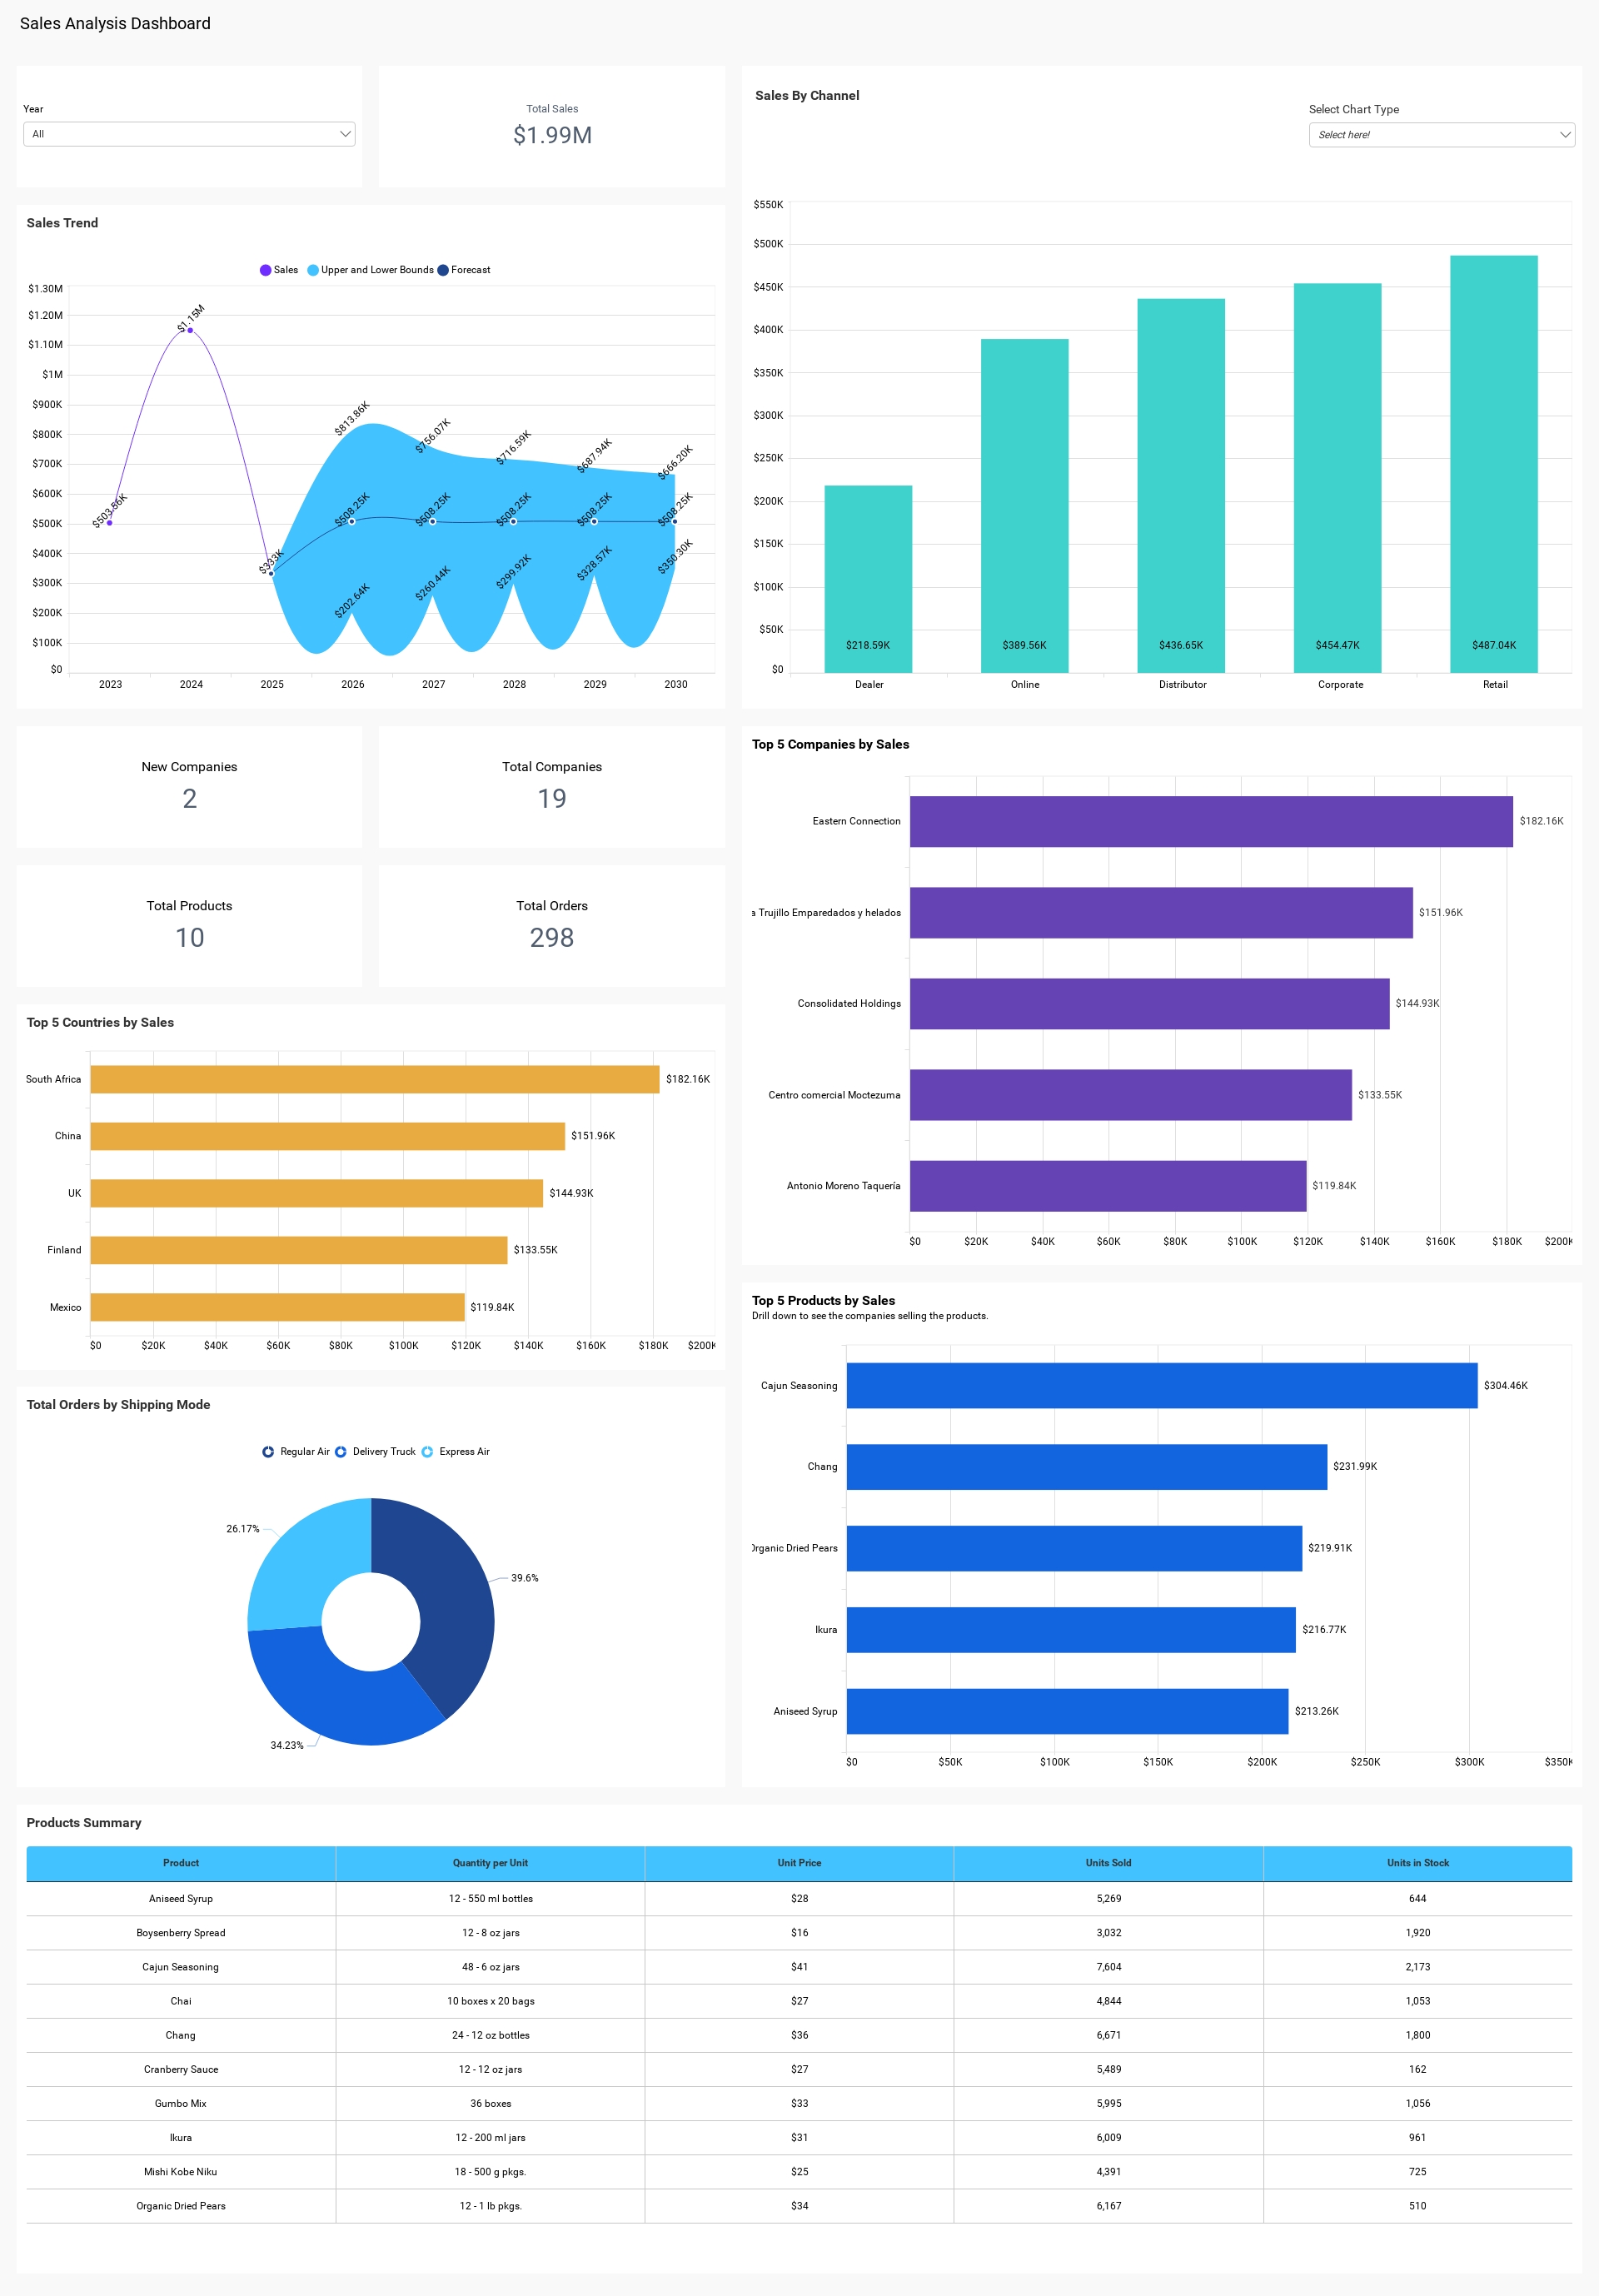 Sales Analysis Dashboard
Year
All
Total Sales
$1.99M
Sales By Channel
Select Chart Type
Select here!
$550K
$500K
$450K
$400K
$350K
$300K
$250K
$200K
$150K
$100K
$50K
$0
$218.59K
$389.56K
$436.65K
$454.47K
$487.04K
Dealer
Online
Distributor
Corporate
Retail
Sales Trend
Sales
Upper and Lower Bounds
Forecast
$1.30M
$1.20M
$1.10M
$1M
$900K
$800K
$700K
$600K
$500K
$400K
$300K
$200K
$100K
$0
$503.86K
$1.15M
$333K
$813.86K
$756.07K
$716.59K
$687.94K
$666.20K
$508.25K
$508.25K
$508.25K
$508.25K
$508.25K
$202.64K
$260.44K
$299.92K
$328.57K
$350.30K
2023
2024
2025
2026
2027
2028
2029
2030
New Companies
2
Total Companies
19
Total Products
10
Total Orders
298
Top 5 Companies by Sales
Eastern Connection
$182.16K
a Trujillo Emparedados y helados
$151.96K
Consolidated Holdings
$144.93K
Centro comercial Moctezuma
$133.55K
Antonio Moreno Taquería
$119.84K
$0
$20K
$40K
$60K
$80K
$100K
$120K
$140K
$160K
$180K
$200K
Top 5 Countries by Sales
South Africa
$182.16K
China
$151.96K
UK
$144.93K
Finland
$133.55K
Mexico
$119.84K
$0
$20K
$40K
$60K
$80K
$100K
$120K
$140K
$160K
$180K
$200K
Top 5 Products by Sales
Drill down to see the companies selling the products.
Cajun Seasoning
$304.46K
Chang
$231.99K
Organic Dried Pears
$219.91K
Ikura
$216.77K
Aniseed Syrup
$213.26K
$0
$50K
$100K
$150K
$200K
$250K
$300K
$350K
Total Orders by Shipping Mode
Regular Air
Delivery Truck
Express Air
26.17%
39.6%
34.23%
Products Summary
Product Quantity per Unit Unit Price Units Sold Units in Stock
Aniseed Syrup 12 - 550 ml bottles $28 5,269 644
Boysenberry Spread 12 - 8 oz jars $16 3,032 1,920
Cajun Seasoning 48 - 6 oz jars $41 7,604 2,173
Chai 10 boxes x 20 bags $27 4,844 1,053
Chang 24 - 12 oz bottles $36 6,671 1,800
Cranberry Sauce 12 - 12 oz jars $27 5,489 162
Gumbo Mix 36 boxes $33 5,995 1,056
Ikura 12 - 200 ml jars $31 6,009 961
Mishi Kobe Niku 18 - 500 g pkgs. $25 4,391 725
Organic Dried Pears 12 - 1 lb pkgs. $34 6,167 510